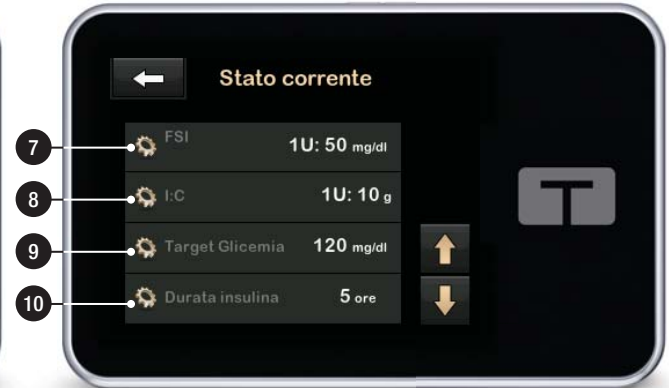 Stato corrente
7 FSI 1U: 50 mg/dl
8 I:C 1U: 10 g
9 Target Glicemia 120 mg/dl
10 Durata insulina 5 ore